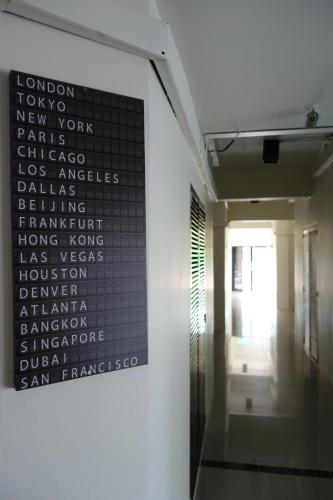 LONDON
TOKYO
NEW YORK
PARIS
CHICAGO
LOS ANGELES
DALLAS
BEIJING
FRANKFURT
HONG KONG
LAS VEGAS
HOUSTON
DENVER
ATLANTA
BANGKOK
SINGAPORE
DUBAI
SAN FRANCISCO